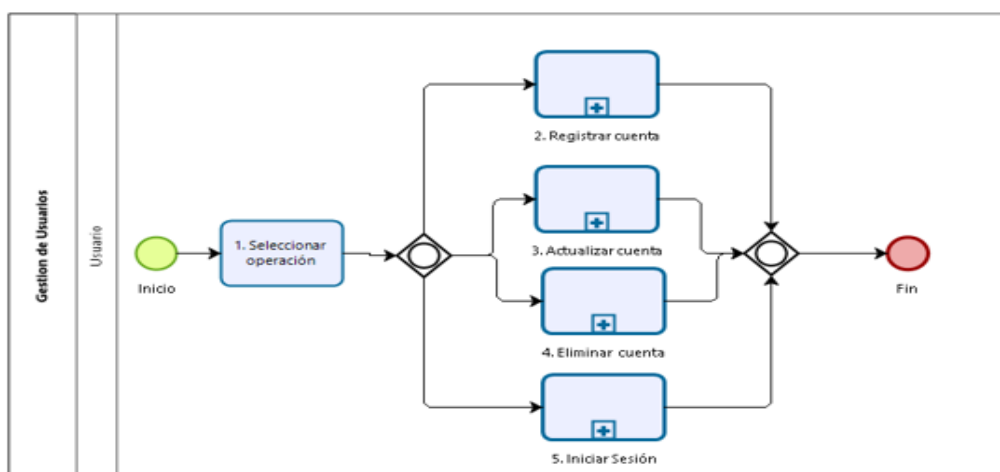 Gestion de Usuarios
Usuario
Inicio
1. Seleccionar
operación
2. Registrar cuenta
3. Actualizar cuenta
4. Eliminar cuenta
5. Iniciar Sesión
Fin